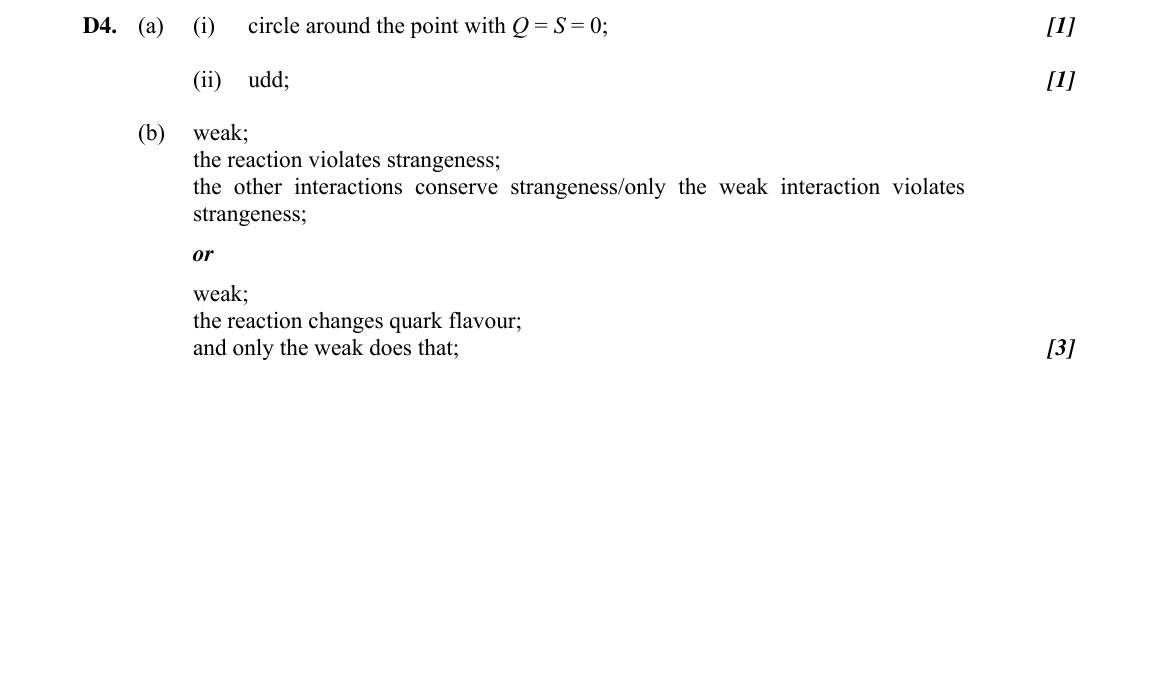 D4. (a) (i) circle around the point with Q = S = 0; [1]
(ii) udd; [1]
(b) weak;
the reaction violates strangeness;
the other interactions conserve strangeness/only the weak interaction violates
strangeness;
or
weak;
the reaction changes quark flavour;
and only the weak does that; [3]